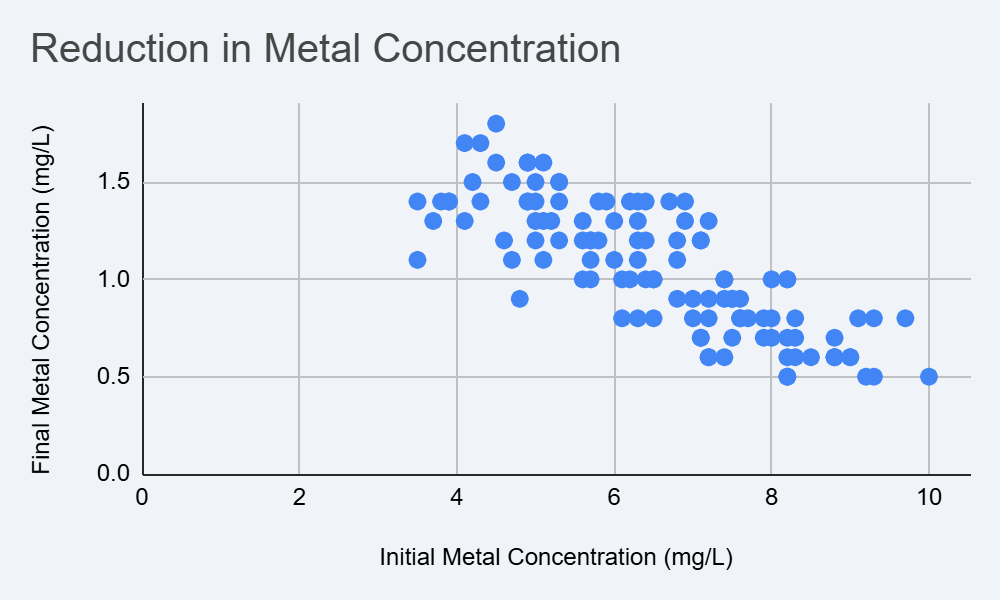 Reduction in Metal Concentration
Final Metal Concentration (mg/L)
1.5
1.0
0.5
0.0
0 2 4 6 8 10
Initial Metal Concentration (mg/L)